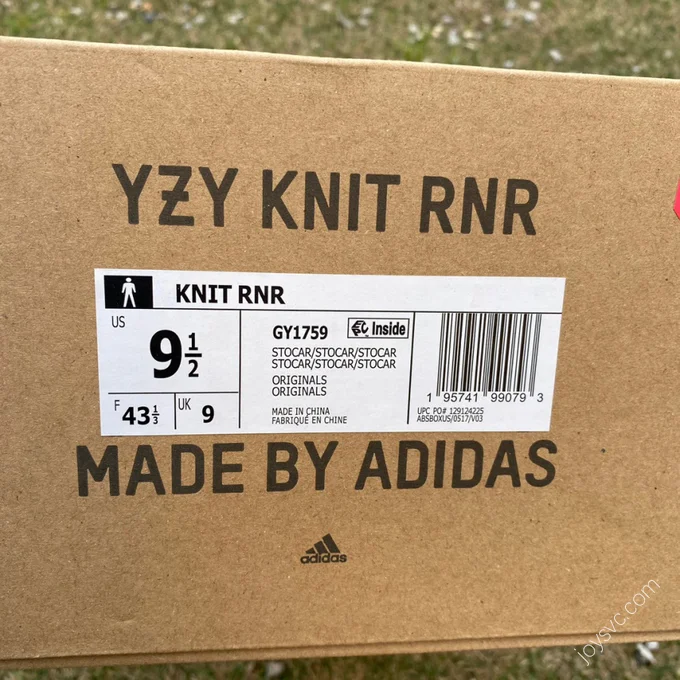 YƵY KNIT RNR
KNIT RNR
US
9 1/2
F 43 1/3
UK 9
GY1759
Inside
STOCAR/STOCAR/STOCAR
STOCAR/STOCAR/STOCAR
ORIGINALS
ORIGINALS
MADE IN CHINA
FABRIQUÉ EN CHINE
1 95741 99079 3
UPC PO# 129124225
ABSBOXUS/0517/V03
MADE BY ADIDAS
adidas
joysvc.com